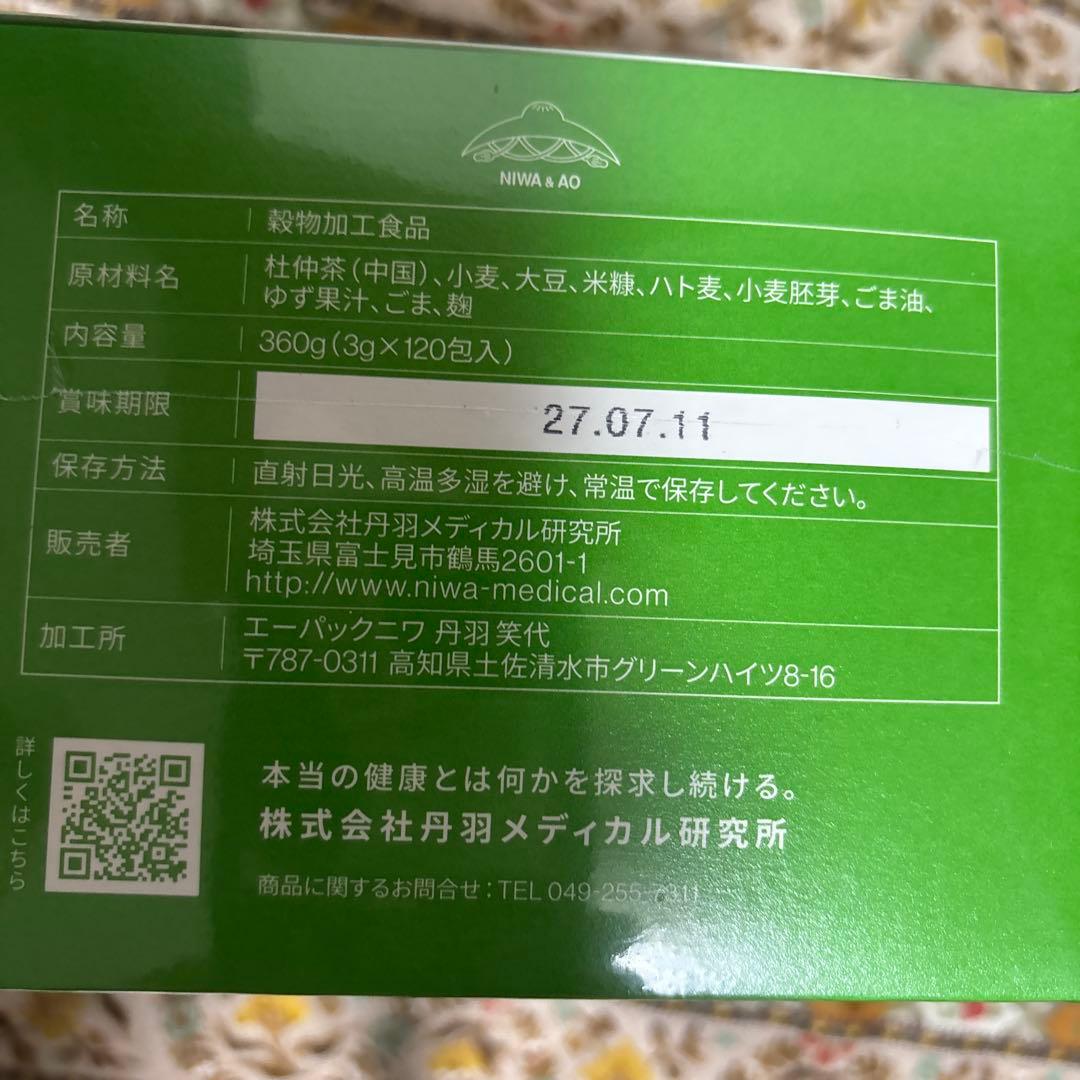 NIWA & AO
名称 穀物加工食品
原材料名 杜仲茶(中国)、小麦、大豆、米糠、ハト麦、小麦胚芽、ごま油、
ゆず果汁、ごま、麹
内容量 360g(3g×120包入)
賞味期限 27.07.11
保存方法 直射日光、高温多湿を避け、常温で保存してください。
販売者 株式会社丹羽メディカル研究所
埼玉県富士見市鶴馬2601-1
http://www.niwa-medical.com
加工所 エーパックニワ 丹羽 笑代
〒787-0311 高知県土佐清水市グリーンハイツ8-16
詳しくはこちら
本当の健康とは何かを探求し続ける。
株式会社丹羽メディカル研究所
商品に関するお問合せ:TEL 049-255-7311